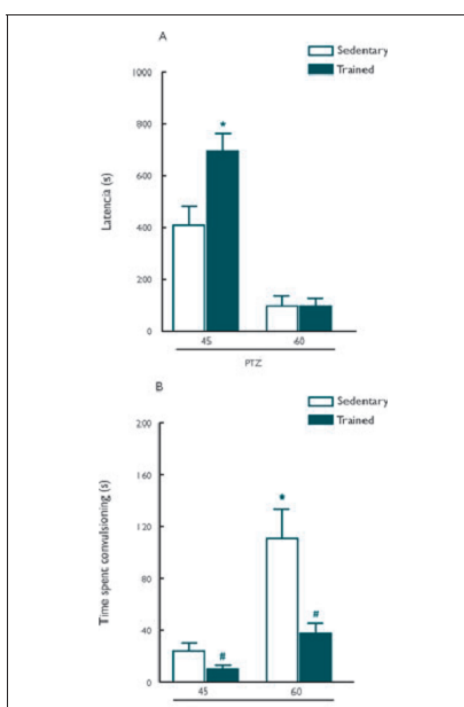 A
Sedentary
Trained
1000
800
600
400
200
0
Latencia (s)
*
45
60
PTZ
B
Sedentary
Trained
200
160
120
80
40
0
Time spent convulsioning (s)
*
#
#
45
60